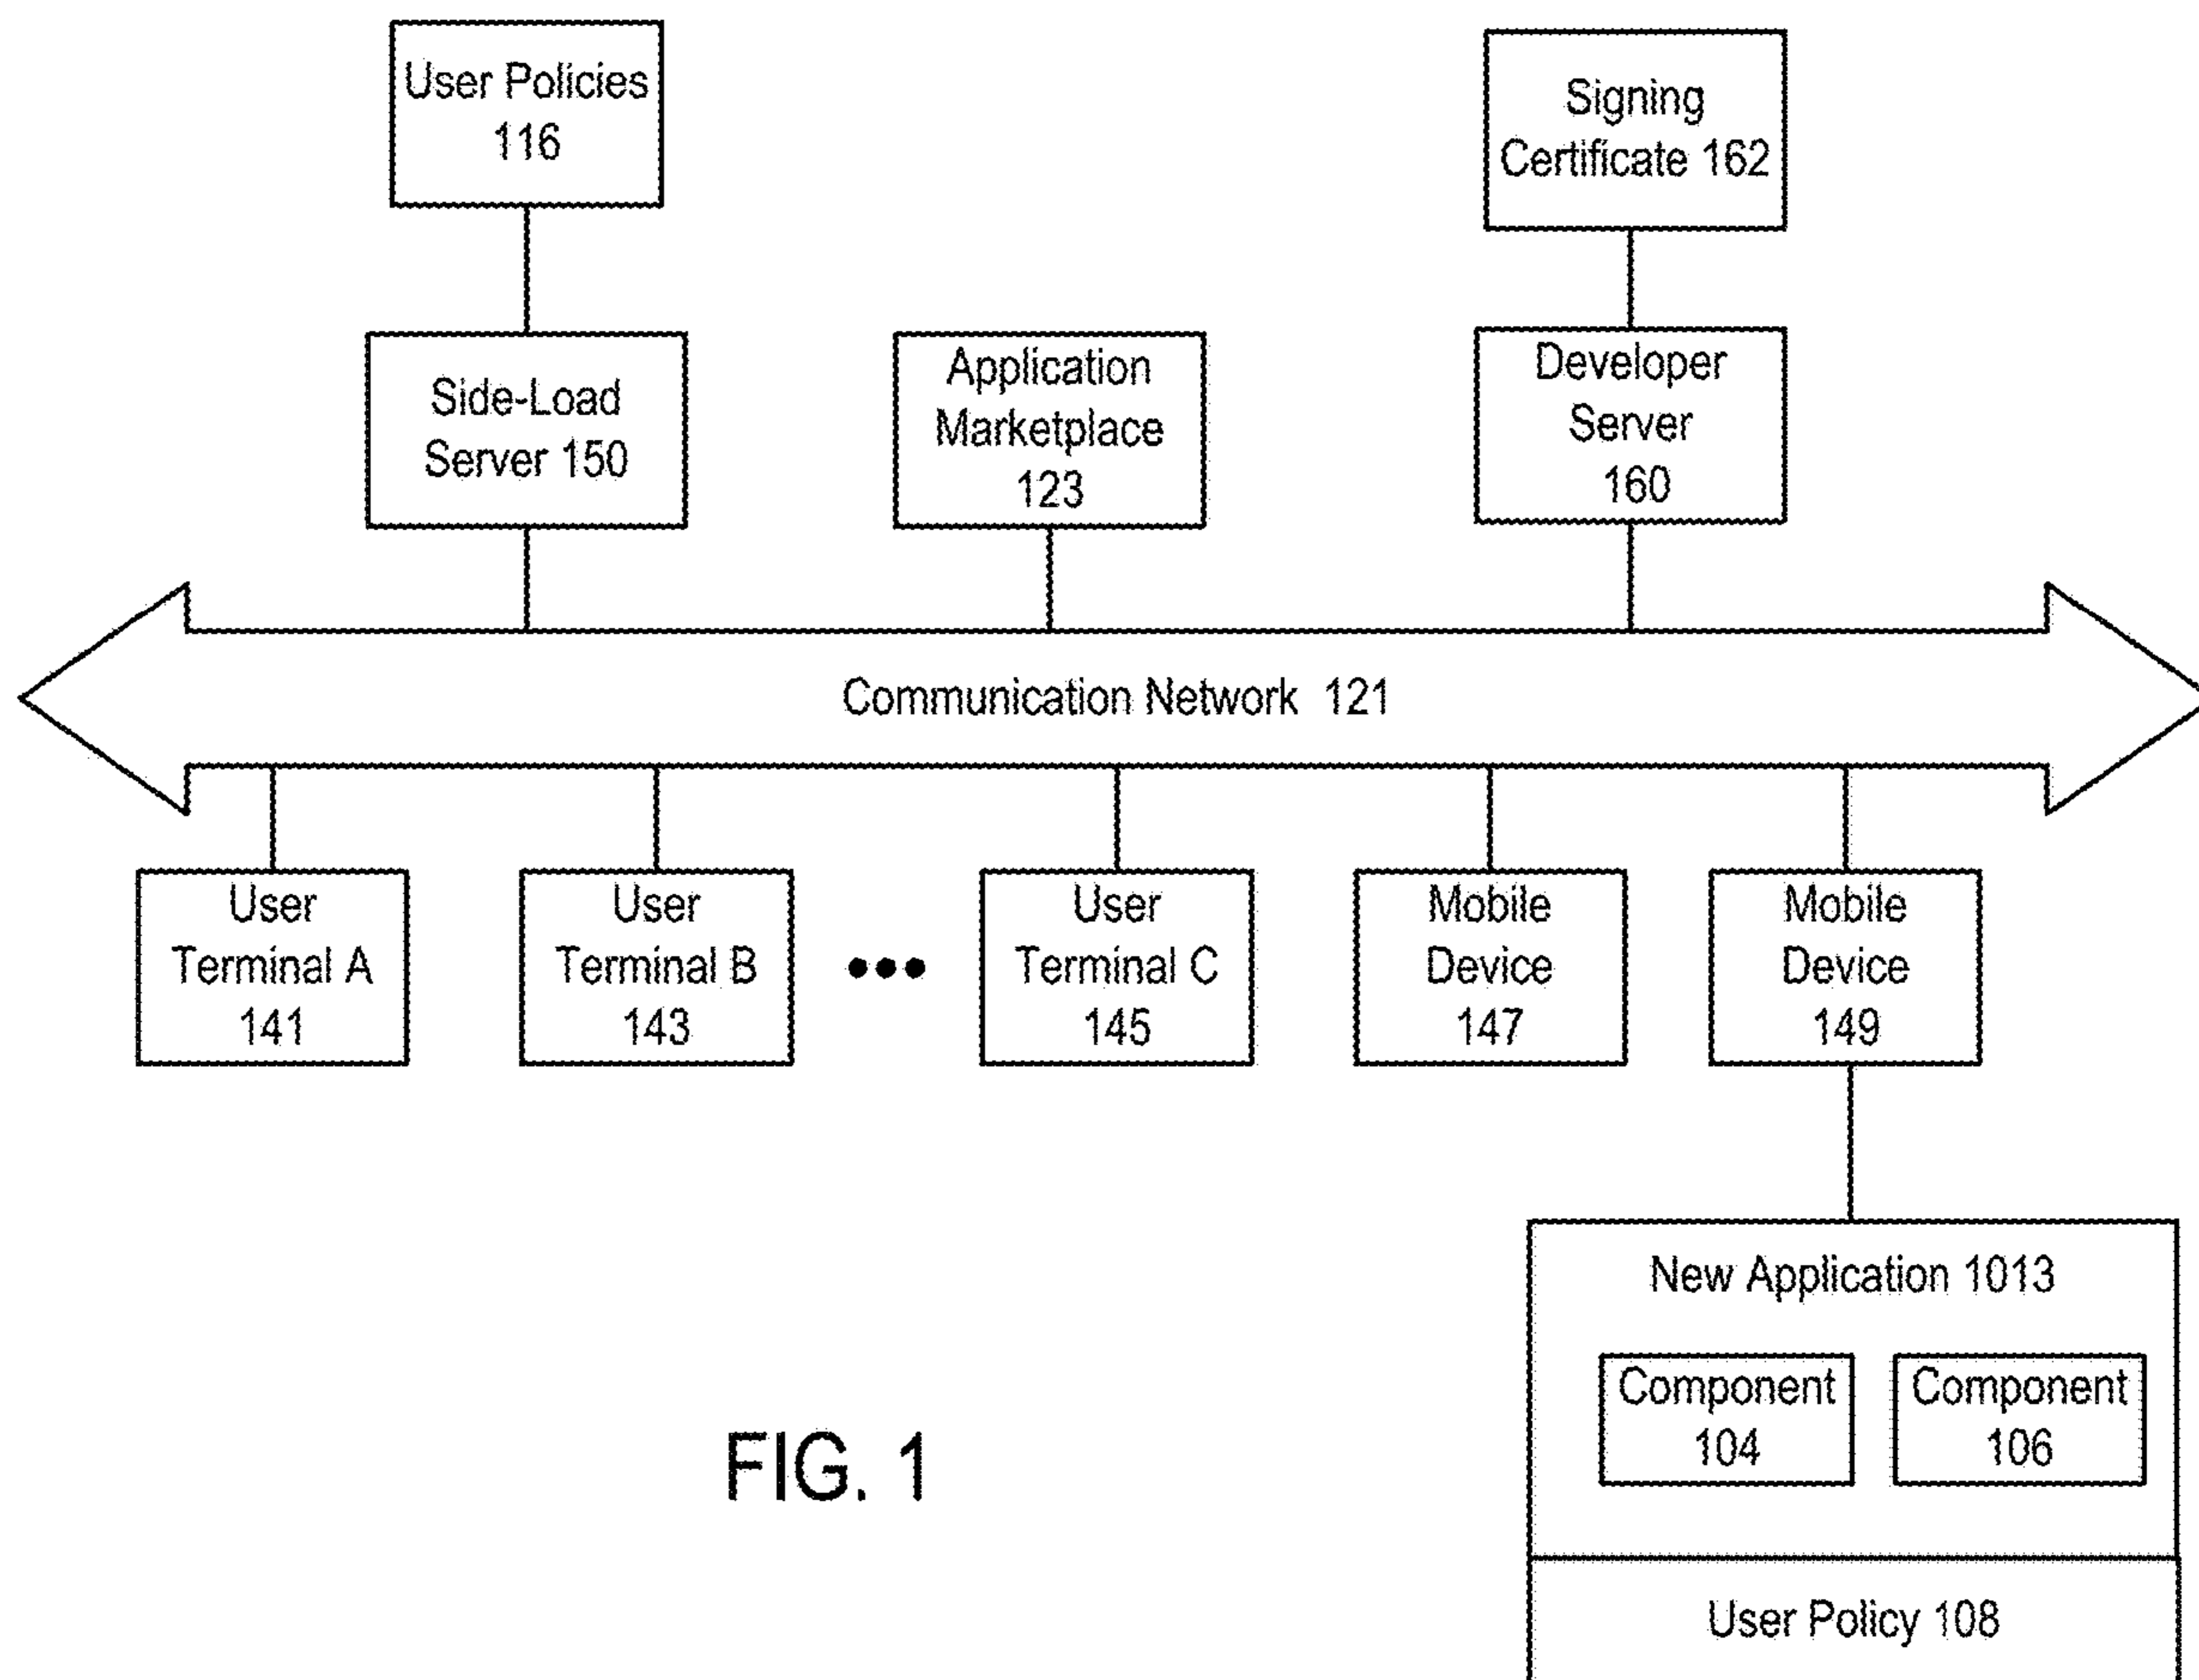 User Policies
116
Signing
Certificate 162
Side-Load
Server 150
Application
Marketplace
123
Developer
Server
160
Communication Network 121
User
Terminal A
141
User
Terminal B
143
•••
User
Terminal C
145
Mobile
Device
147
Mobile
Device
149
New Application 1013
Component
104
Component
106
User Policy 108
FIG. 1